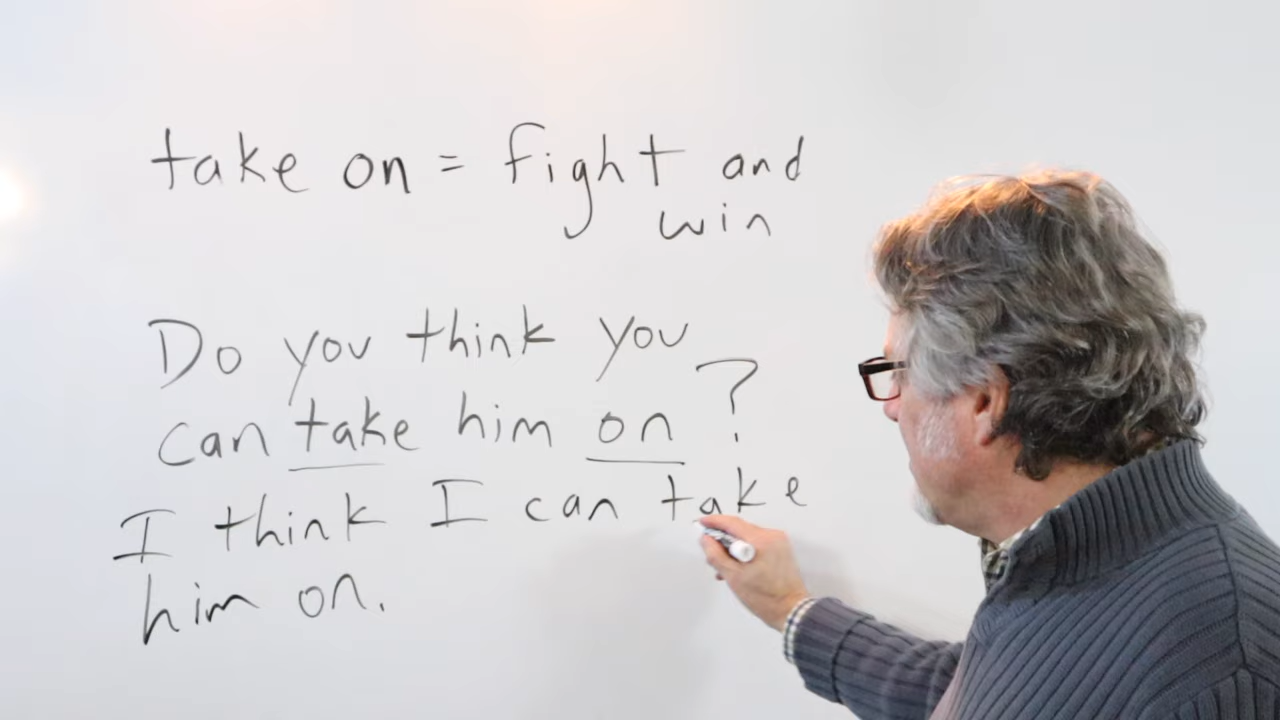 take on = fight and
win
Do you think you
can take him on ?
I think I can take
him on.